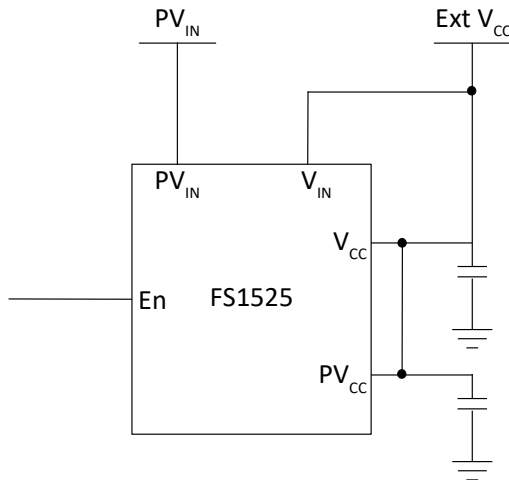 PV_IN Ext V_CC
PV_IN V_IN
V_CC
En FS1525
PV_CC